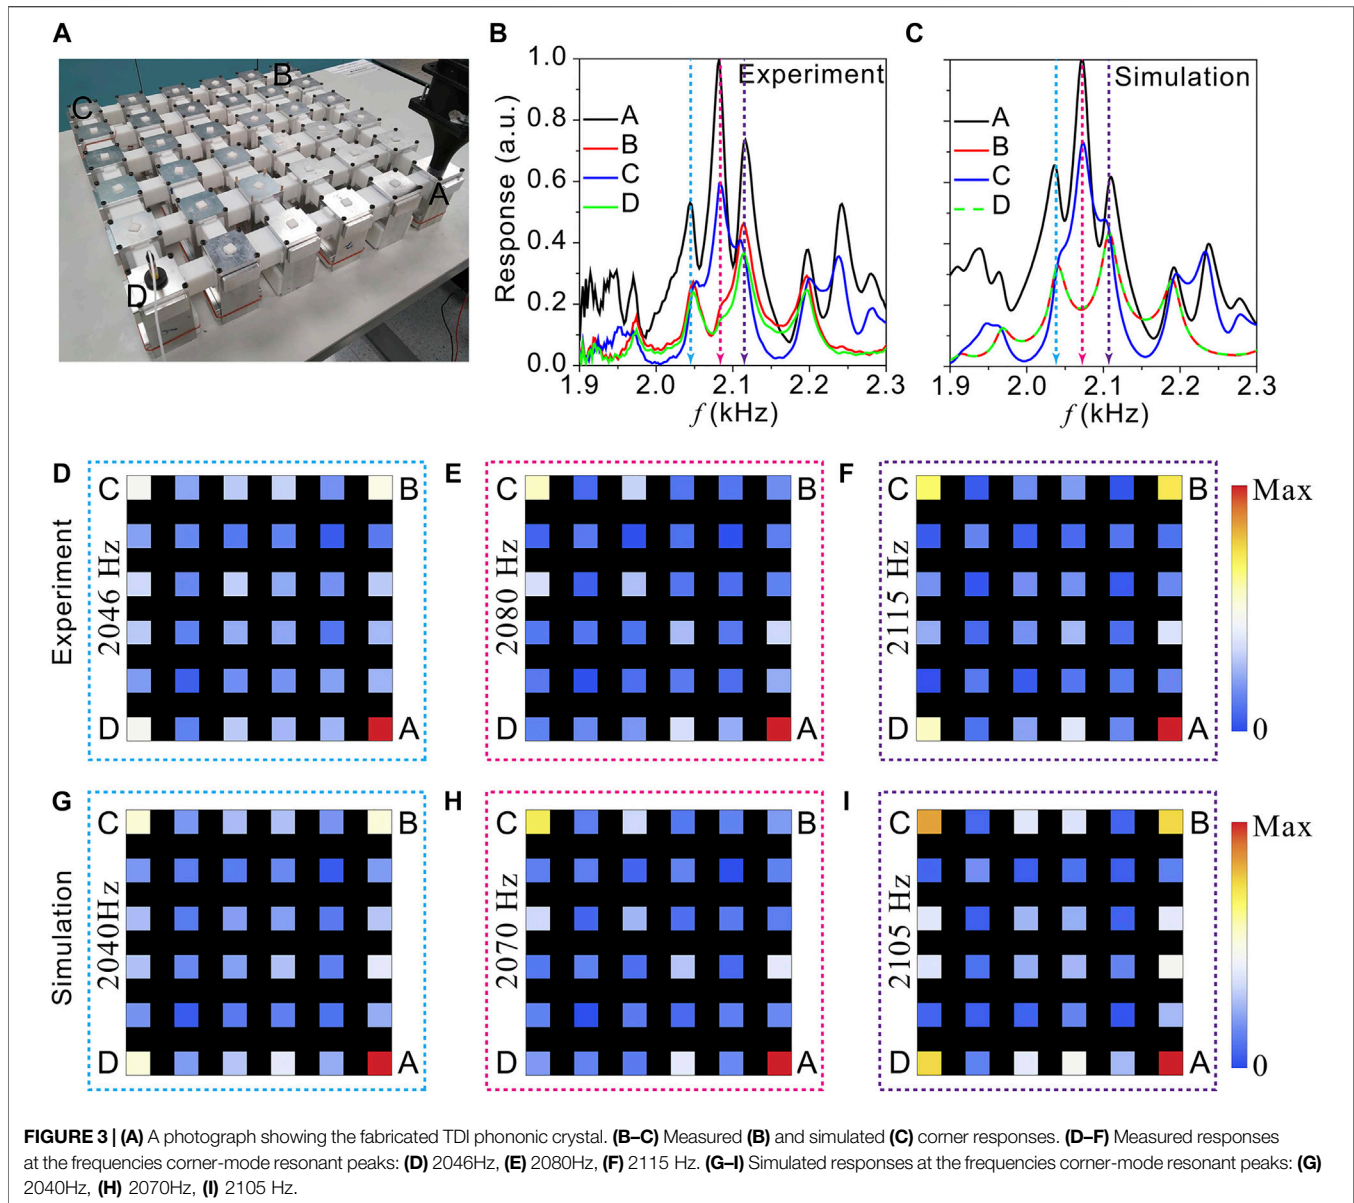 A
B
C
B
C
A
D
1.0
0.8
0.6
0.4
0.2
0.0
Response (a.u.)
Experiment
A
B
C
D
1.9
2.0
2.1
2.2
2.3
f (kHz)
Simulation
A
B
C
D
1.9
2.0
2.1
2.2
2.3
f (kHz)
Experiment
D
C
B
2046 Hz
D
A
E
C
B
2080 Hz
D
A
F
C
B
2115 Hz
D
A
Max
0
Simulation
G
C
B
2040Hz
D
A
H
C
B
2070 Hz
D
A
I
C
B
2105 Hz
D
A
Max
0
FIGURE 3 | (A) A photograph showing the fabricated TDI phononic crystal. (B–C) Measured (B) and simulated (C) corner responses. (D–F) Measured responses
at the frequencies corner-mode resonant peaks: (D) 2046Hz, (E) 2080Hz, (F) 2115 Hz. (G–I) Simulated responses at the frequencies corner-mode resonant peaks: (G)
2040Hz, (H) 2070Hz, (I) 2105 Hz.